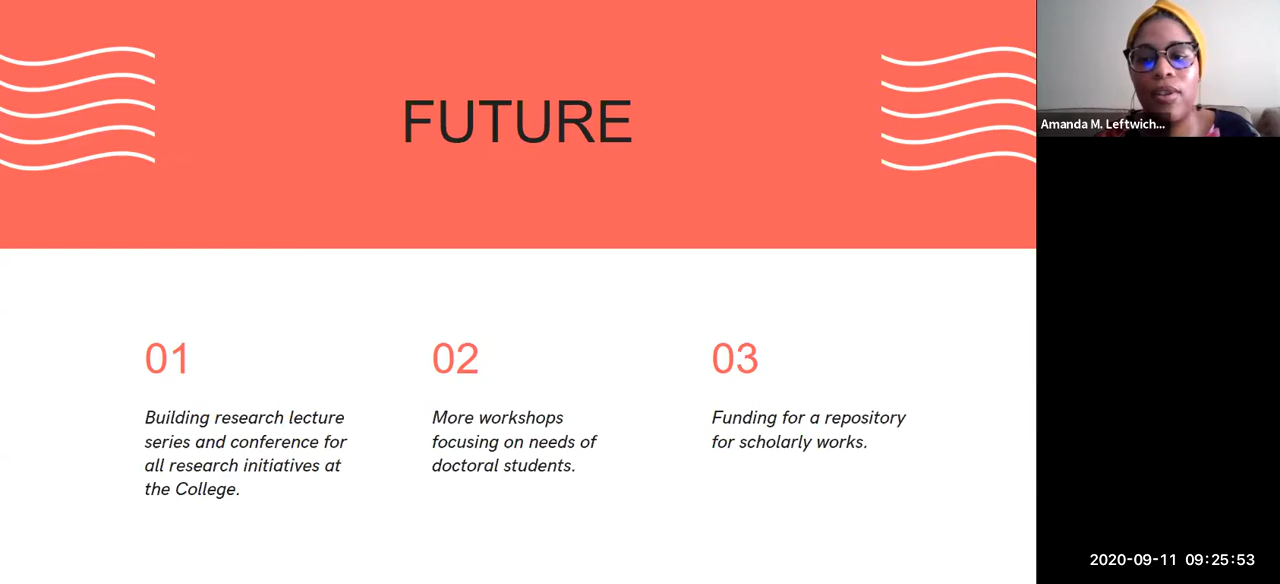 FUTURE
Amanda M. Leftwich...
01
Building research lecture
series and conference for
all research initiatives at
the College.
02
More workshops
focusing on needs of
doctoral students.
03
Funding for a repository
for scholarly works.
2020-09-11 09:25:53